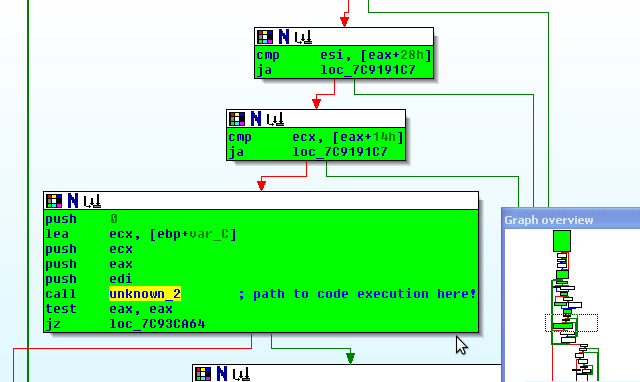 N
cmp esi, [eax+28h]
ja loc_7C9191C7
N
cmp ecx, [eax+14h]
ja loc_7C9191C7
N
push 0
lea ecx, [ebp+var_C]
push ecx
push eax
push edi
call unknown_2 ; path to code execution here!
test eax, eax
jz loc_7C93CA64
Graph overview
N